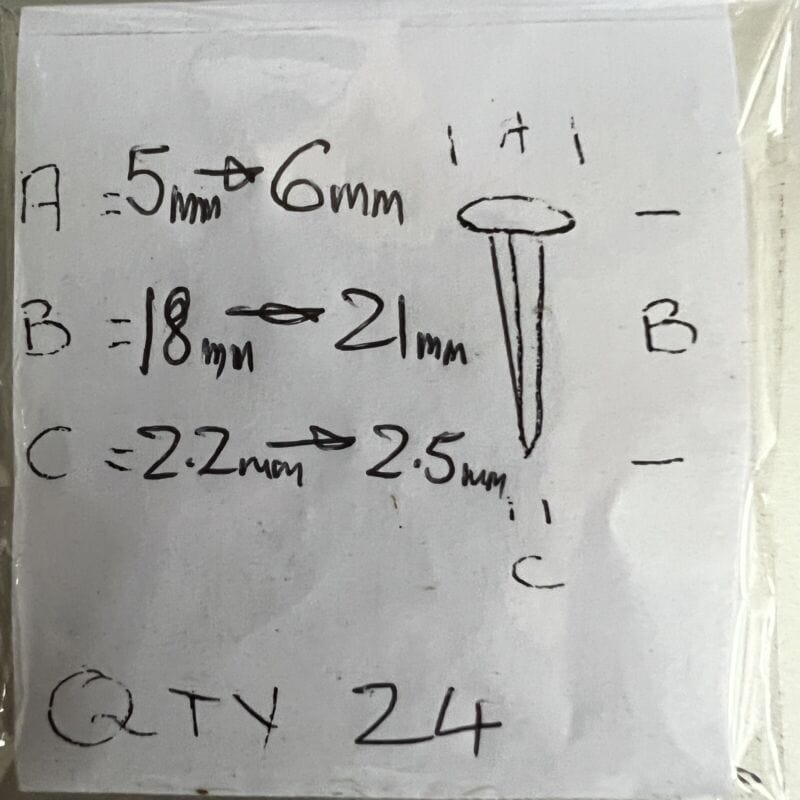 A
A = 5mm → 6mm
B = 18mm → 21mm
B
C = 2.2mm → 2.5mm
C
QTY 24